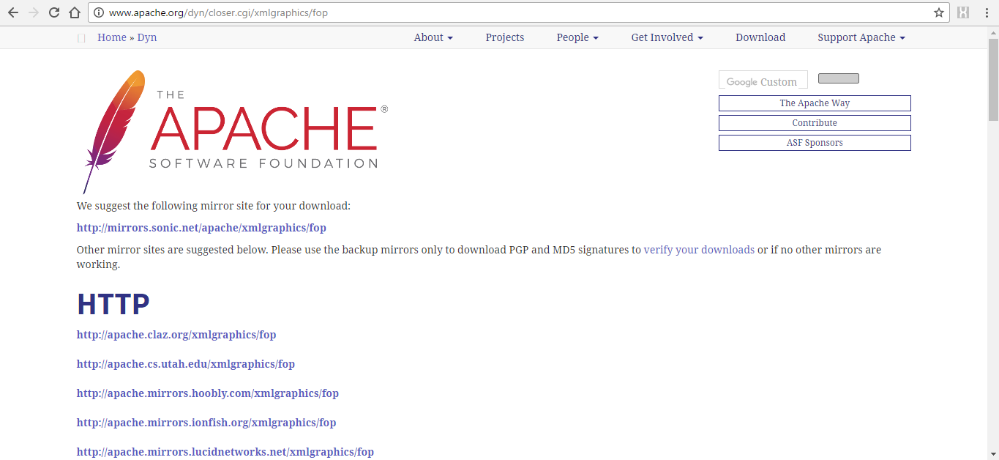 www.apache.org/dyn/closer.cgi/xmlgraphics/fop
Home » Dyn
About
Projects
People
Get Involved
Download
Support Apache
THE
APACHE®
SOFTWARE FOUNDATION
Google Custom
The Apache Way
Contribute
ASF Sponsors
We suggest the following mirror site for your download:
http://mirrors.sonic.net/apache/xmlgraphics/fop
Other mirror sites are suggested below. Please use the backup mirrors only to download PGP and MD5 signatures to verify your downloads or if no other mirrors are
working.
HTTP
http://apache.claz.org/xmlgraphics/fop
http://apache.cs.utah.edu/xmlgraphics/fop
http://apache.mirrors.hoobly.com/xmlgraphics/fop
http://apache.mirrors.ionfish.org/xmlgraphics/fop
http://apache.mirrors.lucidnetworks.net/xmlgraphics/fop